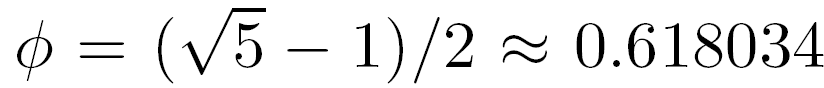 ϕ = (√5 − 1)/2 ≈ 0.618034